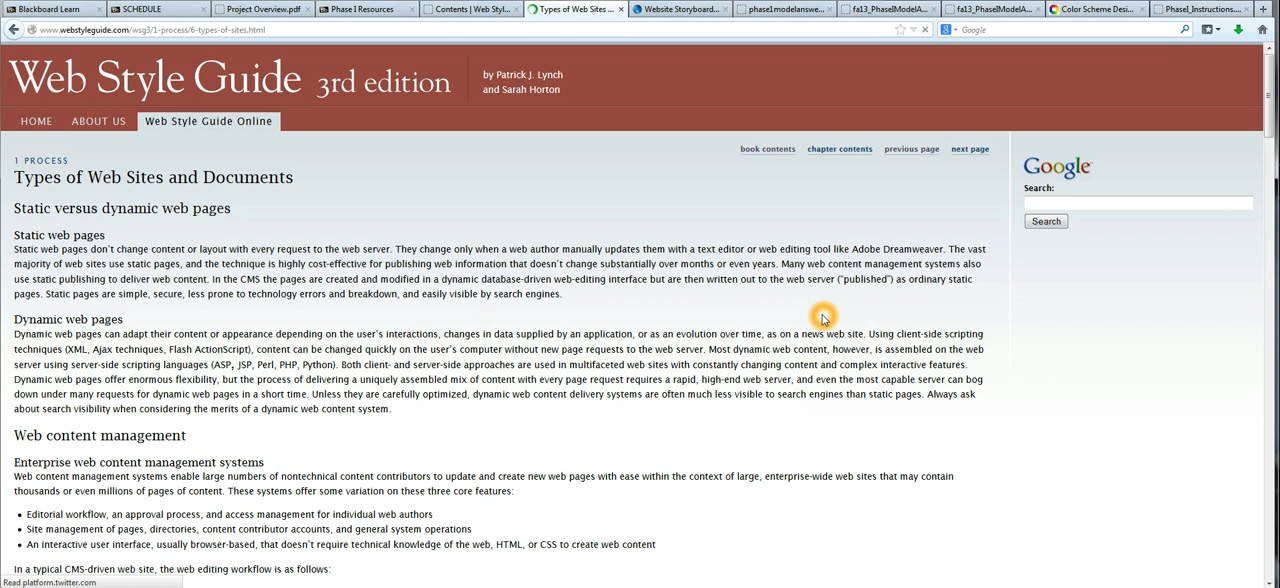 Blackboard Learn
SCHEDULE
Project Overview.pdf
Phase I Resources
Contents | Web Styl...
Types of Web Sites ...
Website Storyboard...
phase1modelanswe...
fa13_PhaseIModelA...
fa13_PhaseIModelA...
Color Scheme Desi...
PhaseI_Instructions....
www.webstyleguide.com/wsg3/1-process/6-types-of-sites.html
Google
Web Style Guide 3rd edition
by Patrick J. Lynch
and Sarah Horton
HOME ABOUT US Web Style Guide Online
book contents chapter contents previous page next page
1 PROCESS
Types of Web Sites and Documents
Static versus dynamic web pages
Static web pages
Static web pages don't change content or layout with every request to the web server. They change only when a web author manually updates them with a text editor or web editing tool like Adobe Dreamweaver. The vast
majority of web sites use static pages, and the technique is highly cost-effective for publishing web information that doesn't change substantially over months or even years. Many web content management systems also
use static publishing to deliver web content. In the CMS the pages are created and modified in a dynamic database-driven web-editing interface but are then written out to the web server (“published”) as ordinary static
pages. Static pages are simple, secure, less prone to technology errors and breakdown, and easily visible by search engines.
Dynamic web pages
Dynamic web pages can adapt their content or appearance depending on the user's interactions, changes in data supplied by an application, or as an evolution over time, as on a news web site. Using client-side scripting
techniques (XML, Ajax techniques, Flash ActionScript), content can be changed quickly on the user's computer without new page requests to the web server. Most dynamic web content, however, is assembled on the web
server using server-side scripting languages (ASP, JSP, Perl, PHP, Python). Both client- and server-side approaches are used in multifaceted web sites with constantly changing content and complex interactive features.
Dynamic web pages offer enormous flexibility, but the process of delivering a uniquely assembled mix of content with every page request requires a rapid, high-end web server, and even the most capable server can bog
down under many requests for dynamic web pages in a short time. Unless they are carefully optimized, dynamic web content delivery systems are often much less visible to search engines than static pages. Always ask
about search visibility when considering the merits of a dynamic web content system.
Web content management
Enterprise web content management systems
Web content management systems enable large numbers of nontechnical content contributors to update and create new web pages with ease within the context of large, enterprise-wide web sites that may contain
thousands or even millions of pages of content. These systems offer some variation on these three core features:
• Editorial workflow, an approval process, and access management for individual web authors
• Site management of pages, directories, content contributor accounts, and general system operations
• An interactive user interface, usually browser-based, that doesn't require technical knowledge of the web, HTML, or CSS to create web content
In a typical CMS-driven web site, the web editing workflow is as follows:
Google
Search:
Search
Read platform.twitter.com